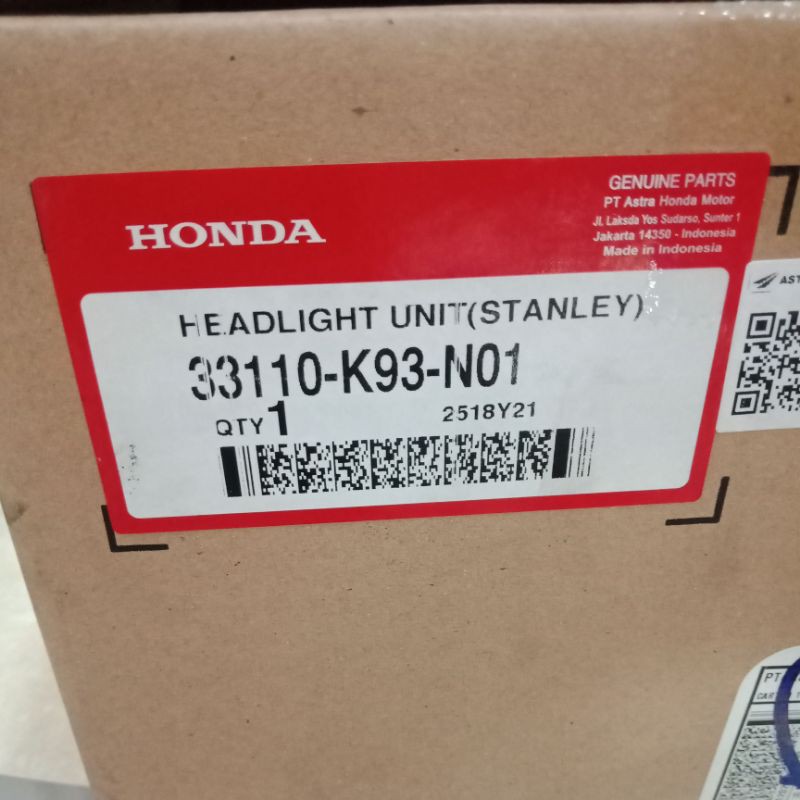 HONDA
GENUINE PARTS
PT Astra Honda Motor
Jl. Laksda Yos Sudarso, Sunter 1
Jakarta 14350 - Indonesia
Made in Indonesia
HEADLIGHT UNIT(STANLEY)
33110-K93-N01
QTY 1 2518Y21
PT